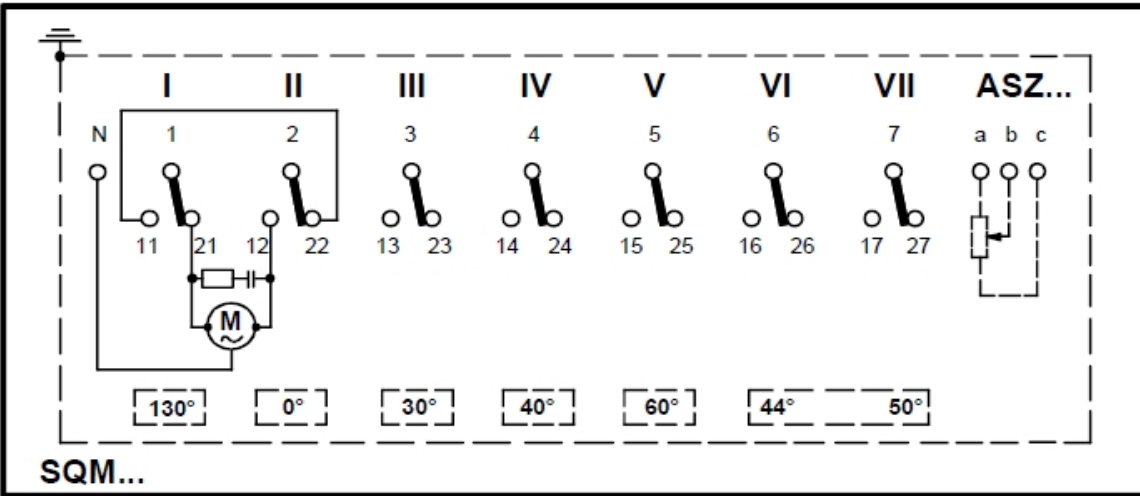 I II III IV V VI VII ASZ...
N 1 2 3 4 5 6 7 a b c
11 21 12 22 13 23 14 24 15 25 16 26 17 27
M
~
130° 0° 30° 40° 60° 44° 50°
SQM...